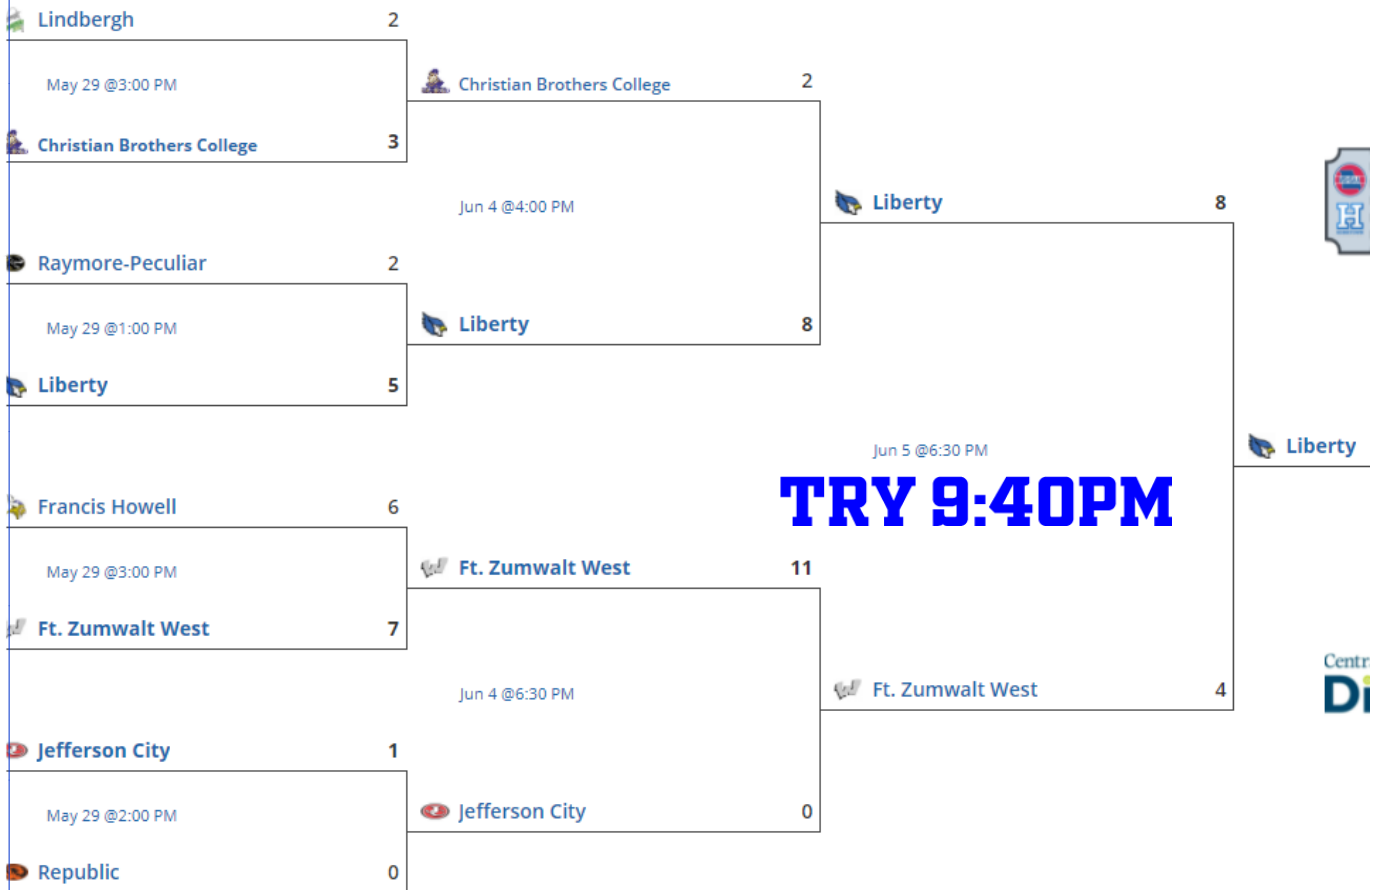 Lindbergh 2
May 29 @3:00 PM
Christian Brothers College 3
Christian Brothers College 2
Jun 4 @4:00 PM
Raymore-Peculiar 2
May 29 @1:00 PM
Liberty 5
Liberty 8
Liberty 8
H
Jun 5 @6:30 PM
TRY 9:40PM
Liberty
Francis Howell 6
May 29 @3:00 PM
Ft. Zumwalt West 7
Ft. Zumwalt West 11
Jun 4 @6:30 PM
Jefferson City 1
May 29 @2:00 PM
Republic 0
Jefferson City 0
Ft. Zumwalt West 4
Centr
Di